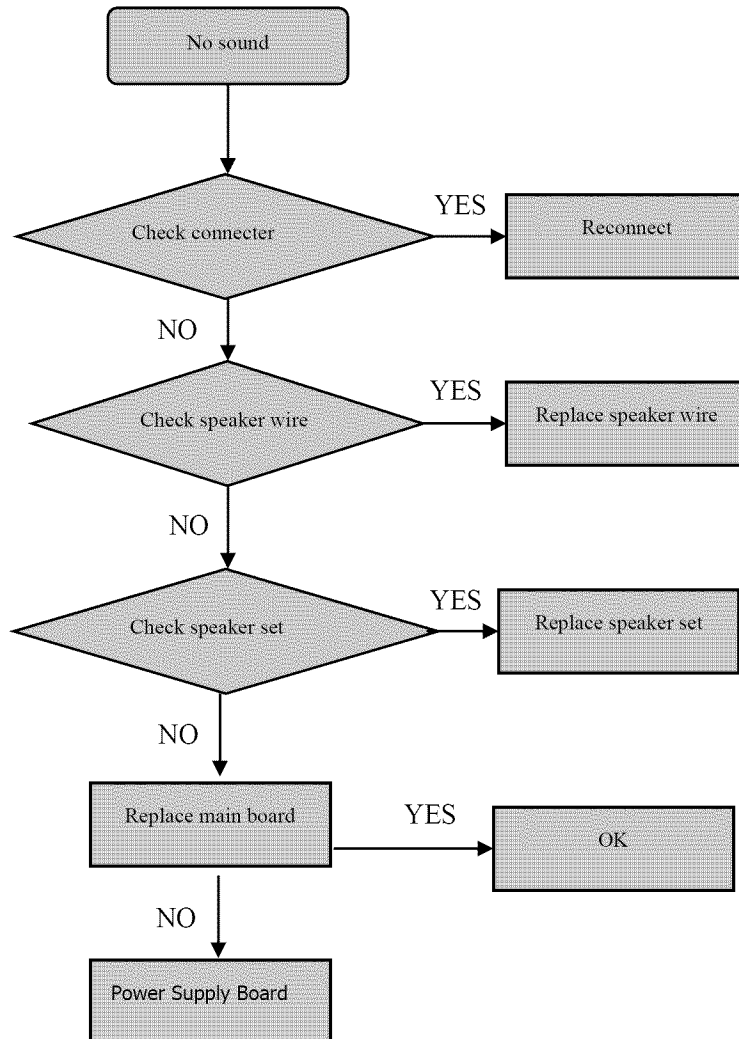 No sound
YES
Check connecter
Reconnect
NO
YES
Check speaker wire
Replace speaker wire
NO
YES
Check speaker set
Replace speaker set
NO
Replace main board
YES
OK
NO
Power Supply Board